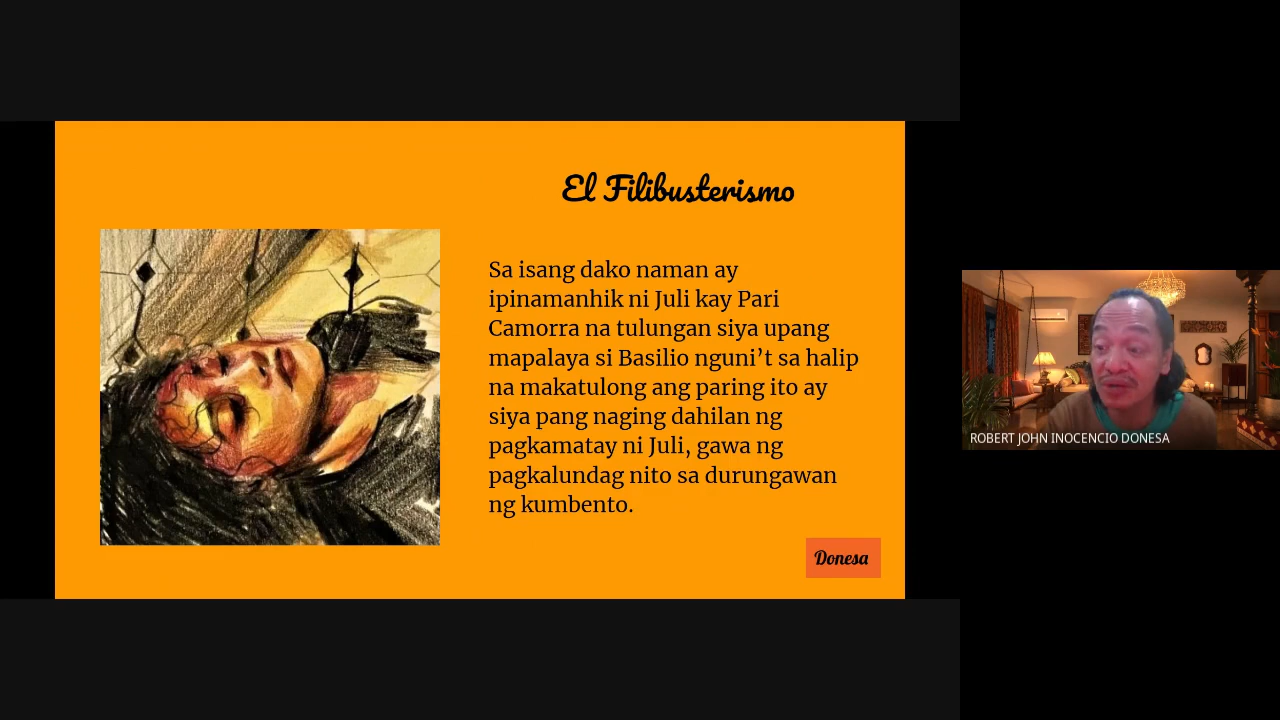 El Filibusterismo
Sa isang dako naman ay
ipinamanhik ni Juli kay Pari
Camorra na tulungan siya upang
mapalaya si Basilio nguni’t sa halip
na makatulong ang paring ito ay
siya pang naging dahilan ng
pagkamatay ni Juli, gawa ng
pagkalundag nito sa durungawan
ng kumbento.
Donesa
ROBERT JOHN INOCENCIO DONESA